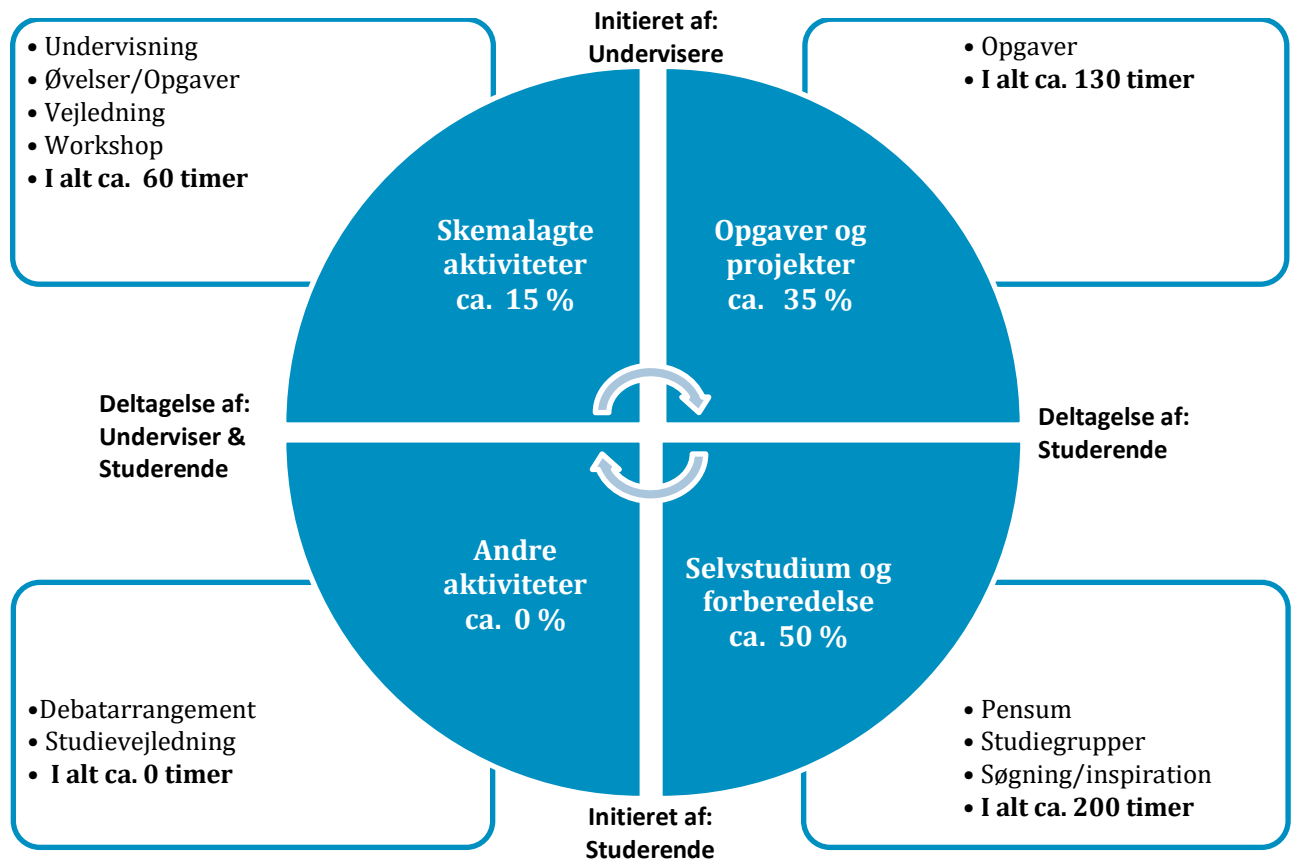 Initieret af:
Undervisere
• Undervisning
• Øvelser/Opgaver
• Vejledning
• Workshop
• I alt ca.  60 timer
• Opgaver
• I alt ca. 130 timer
Skemalagte
aktiviteter
ca.  15 %
Opgaver og
projekter
ca.   35 %
Deltagelse af:
Underviser &
Studerende
Deltagelse af:
Studerende
Andre
aktiviteter
ca.  0 %
Selvstudium og
forberedelse
ca.  50 %
•Debatarrangement
• Studievejledning
•  I alt ca. 0 timer
• Pensum
• Studiegrupper
• Søgning/inspiration
• I alt ca. 200 timer
Initieret af:
Studerende